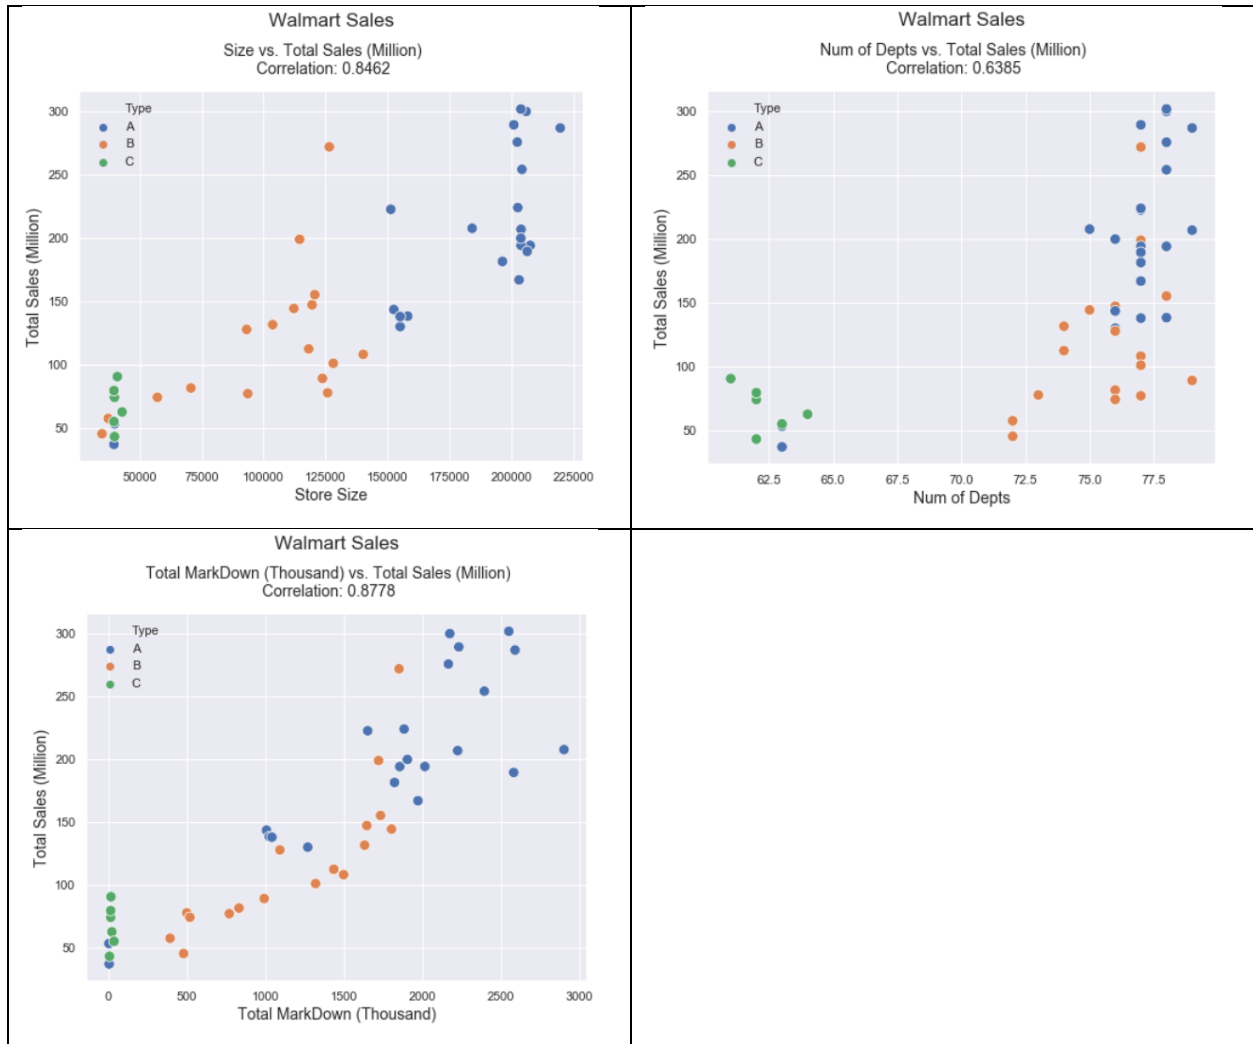 Walmart Sales
Size vs. Total Sales (Million)
Correlation: 0.8462
Type
A
B
C
300
250
200
150
100
50
Total Sales (Million)
50000 75000 100000 125000 150000 175000 200000 225000
Store Size
Walmart Sales
Num of Depts vs. Total Sales (Million)
Correlation: 0.6385
Type
A
B
C
300
250
200
150
100
50
Total Sales (Million)
62.5 65.0 67.5 70.0 72.5 75.0 77.5
Num of Depts
Walmart Sales
Total MarkDown (Thousand) vs. Total Sales (Million)
Correlation: 0.8778
Type
A
B
C
300
250
200
150
100
50
Total Sales (Million)
0 500 1000 1500 2000 2500 3000
Total MarkDown (Thousand)